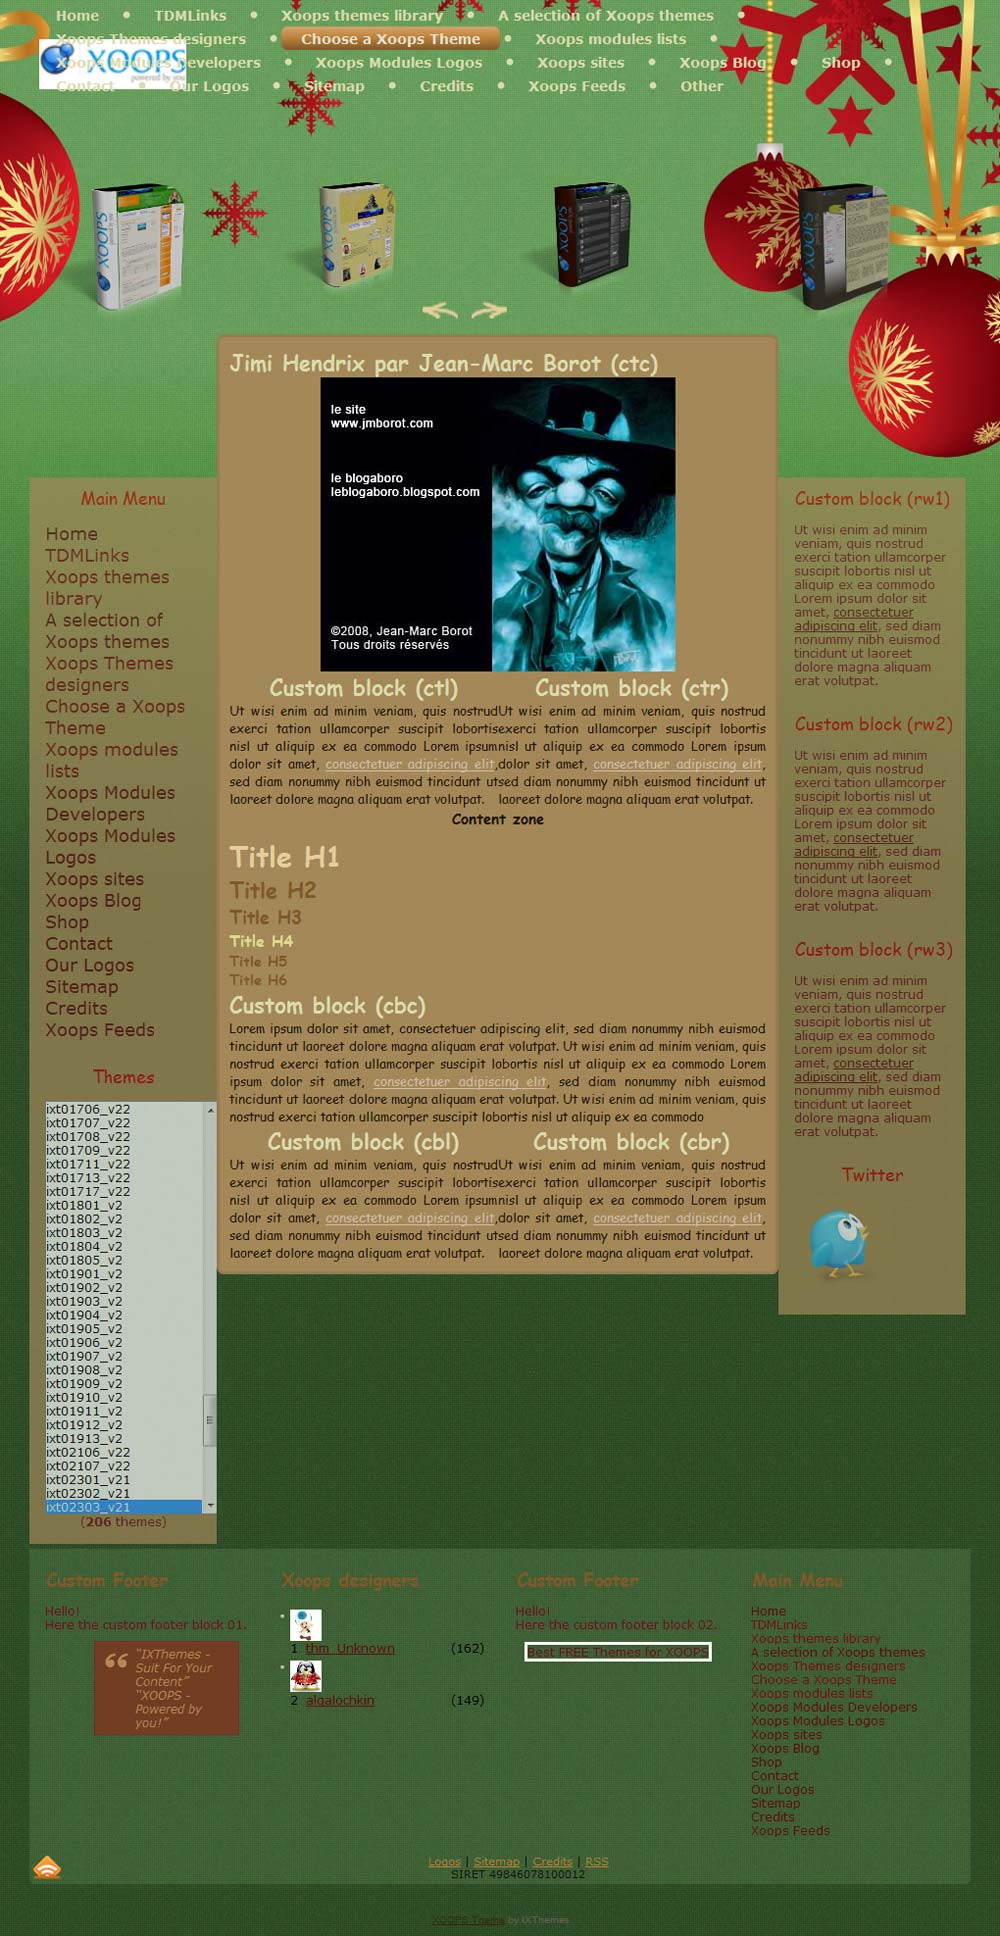 Home • TDMLinks • Xoops themes library • A selection of Xoops themes •
Xoops Themes designers • Choose a Xoops Theme • Xoops modules lists •
Xoops Modules Developers • Xoops Modules Logos • Xoops sites • Xoops Blog • Shop •
Contact • Our Logos • Sitemap • Credits • Xoops Feeds • Other
XOOPS
powered by you
XOOPS
XOOPS
XOOPS
XOOPS
Jimi Hendrix par Jean-Marc Borot (ctc)
le site
www.jmborot.com
le blogaboro
leblogaboro.blogspot.com
©2008, Jean-Marc Borot
Tous droits réservés
Custom block (ctl)
Ut wisi enim ad minim veniam, quis nostrud
exerci tation ullamcorper suscipit lobortis
nisl ut aliquip ex ea commodo Lorem ipsum
dolor sit amet, consectetuer adipiscing elit,
sed diam nonummy nibh euismod tincidunt ut
laoreet dolore magna aliquam erat volutpat.
Custom block (ctr)
Ut wisi enim ad minim veniam, quis nostrud
exerci tation ullamcorper suscipit lobortis
nisl ut aliquip ex ea commodo Lorem ipsum
dolor sit amet, consectetuer adipiscing elit,
sed diam nonummy nibh euismod tincidunt ut
laoreet dolore magna aliquam erat volutpat.
Content zone
Title H1
Title H2
Title H3
Title H4
Title H5
Title H6
Custom block (cbc)
Lorem ipsum dolor sit amet, consectetuer adipiscing elit, sed diam nonummy nibh euismod
tincidunt ut laoreet dolore magna aliquam erat volutpat. Ut wisi enim ad minim veniam, quis
nostrud exerci tation ullamcorper suscipit lobortis nisl ut aliquip ex ea commodo Lorem
ipsum dolor sit amet, consectetuer adipiscing elit, sed diam nonummy nibh euismod
tincidunt ut laoreet dolore magna aliquam erat volutpat. Ut wisi enim ad minim veniam, quis
nostrud exerci tation ullamcorper suscipit lobortis nisl ut aliquip ex ea commodo
Custom block (cbl)
Ut wisi enim ad minim veniam, quis nostrud
exerci tation ullamcorper suscipit lobortis
nisl ut aliquip ex ea commodo Lorem ipsum
dolor sit amet, consectetuer adipiscing elit,
sed diam nonummy nibh euismod tincidunt ut
laoreet dolore magna aliquam erat volutpat.
Custom block (cbr)
Ut wisi enim ad minim veniam, quis nostrud
exerci tation ullamcorper suscipit lobortis
nisl ut aliquip ex ea commodo Lorem ipsum
dolor sit amet, consectetuer adipiscing elit,
sed diam nonummy nibh euismod tincidunt ut
laoreet dolore magna aliquam erat volutpat.
Main Menu
Home
TDMLinks
Xoops themes
library
A selection of
Xoops themes
Xoops Themes
designers
Choose a Xoops
Theme
Xoops modules
lists
Xoops Modules
Developers
Xoops Modules
Logos
Xoops sites
Xoops Blog
Shop
Contact
Our Logos
Sitemap
Credits
Xoops Feeds
Themes
ixt01706_v22
ixt01707_v22
ixt01708_v22
ixt01709_v22
ixt01711_v22
ixt01713_v22
ixt01717_v22
ixt01801_v2
ixt01802_v2
ixt01803_v2
ixt01804_v2
ixt01805_v2
ixt01901_v2
ixt01902_v2
ixt01903_v2
ixt01904_v2
ixt01905_v2
ixt01906_v2
ixt01907_v2
ixt01908_v2
ixt01909_v2
ixt01910_v2
ixt01911_v2
ixt01912_v2
ixt01913_v2
ixt02106_v22
ixt02107_v22
ixt02301_v21
ixt02302_v21
ixt02303_v21
(206 themes)
Custom block (rw1)
Ut wisi enim ad minim
veniam, quis nostrud
exerci tation ullamcorper
suscipit lobortis nisl ut
aliquip ex ea commodo
Lorem ipsum dolor sit
amet, consectetuer
adipiscing elit, sed diam
nonummy nibh euismod
tincidunt ut laoreet
dolore magna aliquam
erat volutpat.
Custom block (rw2)
Ut wisi enim ad minim
veniam, quis nostrud
exerci tation ullamcorper
suscipit lobortis nisl ut
aliquip ex ea commodo
Lorem ipsum dolor sit
amet, consectetuer
adipiscing elit, sed diam
nonummy nibh euismod
tincidunt ut laoreet
dolore magna aliquam
erat volutpat.
Custom block (rw3)
Ut wisi enim ad minim
veniam, quis nostrud
exerci tation ullamcorper
suscipit lobortis nisl ut
aliquip ex ea commodo
Lorem ipsum dolor sit
amet, consectetuer
adipiscing elit, sed diam
nonummy nibh euismod
tincidunt ut laoreet
dolore magna aliquam
erat volutpat.
Twitter
Custom Footer
Hello!
Here the custom footer block 01.
“IXThemes -
Suit For Your
Content”
“XOOPS -
Powered by
you!”
Xoops designers
1 thm_Unknown (162)
2 algalochkin (149)
Custom Footer
Hello!
Here the custom footer block 02.
Best FREE Themes for XOOPS
Main Menu
Home
TDMLinks
Xoops themes library
A selection of Xoops themes
Xoops Themes designers
Choose a Xoops Theme
Xoops modules lists
Xoops Modules Developers
Xoops Modules Logos
Xoops sites
Xoops Blog
Shop
Contact
Our Logos
Sitemap
Credits
Xoops Feeds
Logos | Sitemap | Credits | RSS
SIRET 49846078100012
XOOPS Theme by IXThemes